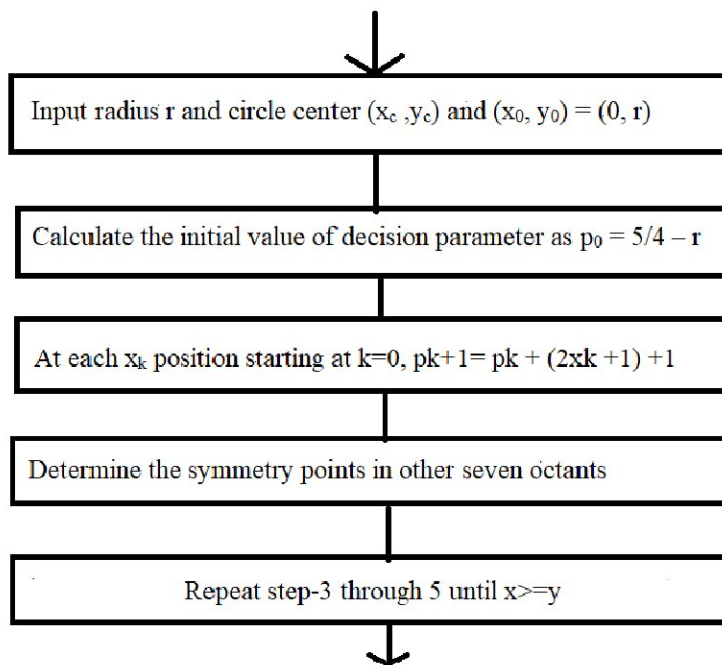 Input radius r and circle center (xc ,yc) and (x0, y0) = (0, r)
Calculate the initial value of decision parameter as p0 = 5/4 – r
At each xk position starting at k=0, pk+1= pk + (2xk +1) +1
Determine the symmetry points in other seven octants
Repeat step-3 through 5 until x>=y